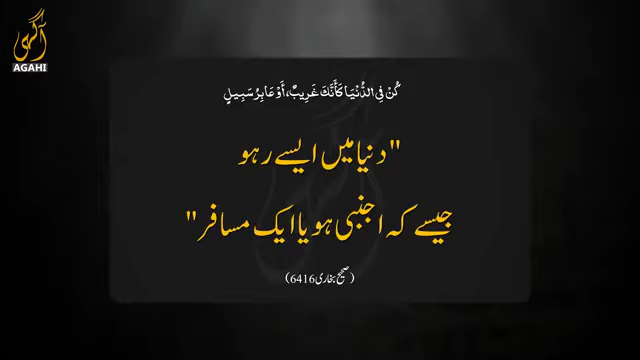 آگہی
AGAHI
كُنْ فِي الدُّنْيَا كَأَنَّكَ غَرِيبٌ، أَوْ عَابِرُ سَبِيلٍ
"دنیا میں ایسے رہو
جیسے کہ اجنبی ہو یا ایک مسافر"
(صحیح بخاری 6416)